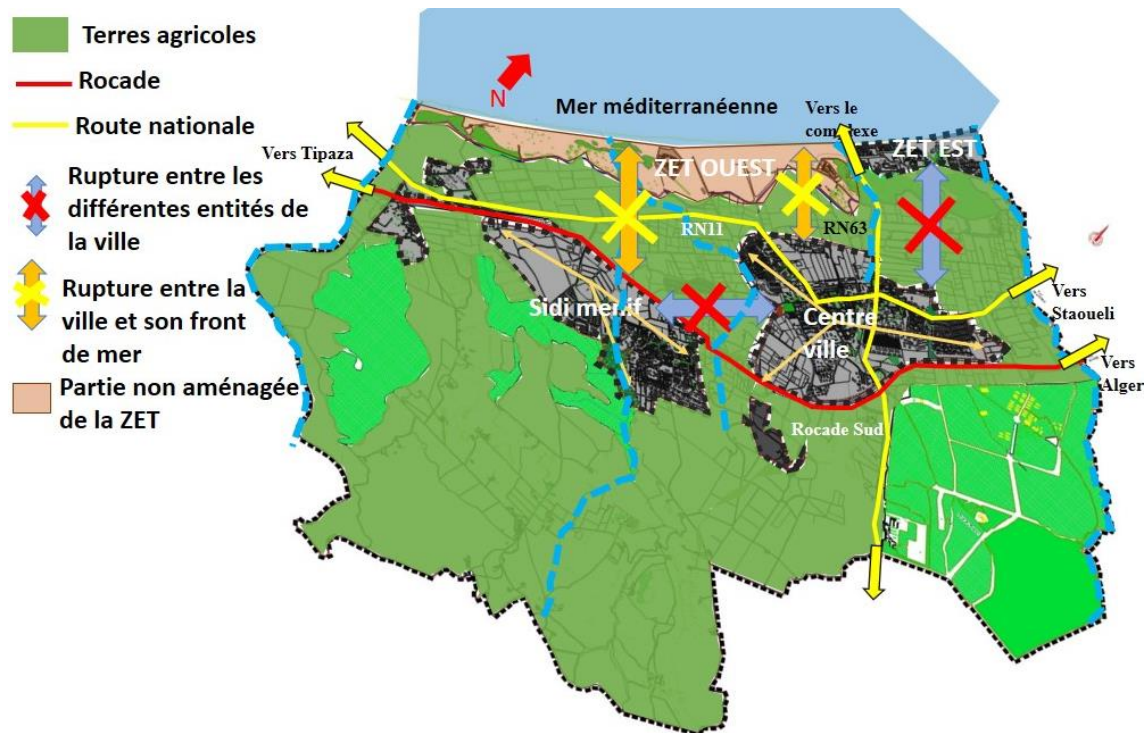 Terres agricoles
Rocade
Route nationale
Rupture entre les
différentes entités de
la ville
Rupture entre la
ville et son front
de mer
Partie non aménagée
de la ZET
N
Mer méditerranéenne
Vers le
complexe
Vers Tipaza
ZET OUEST
ZET EST
RN11
RN63
Sidi menif
Centre
ville
Vers
Staoueli
Vers
Alger
Rocade Sud